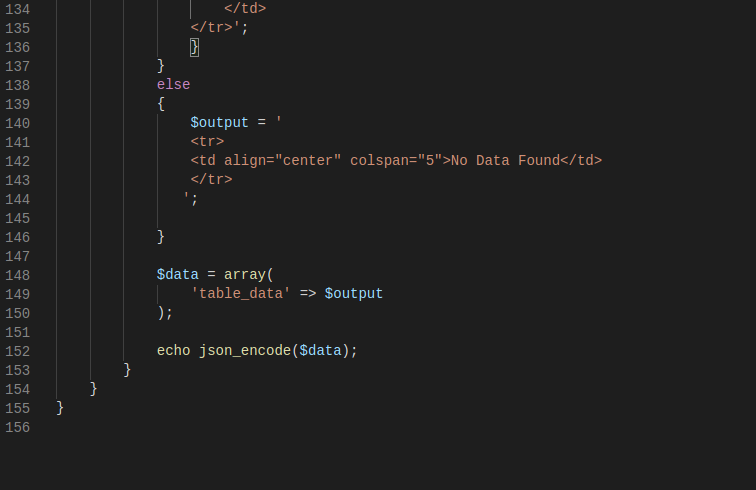 134                     </td>
135                 </tr>';
136                 }
137             }
138             else
139             {
140                 $output = '
141                 <tr>
142                 <td align="center" colspan="5">No Data Found</td>
143                 </tr>
144                ';
145
146             }
147
148             $data = array(
149                 'table_data' => $output
150             );
151
152             echo json_encode($data);
153         }
154     }
155 }
156